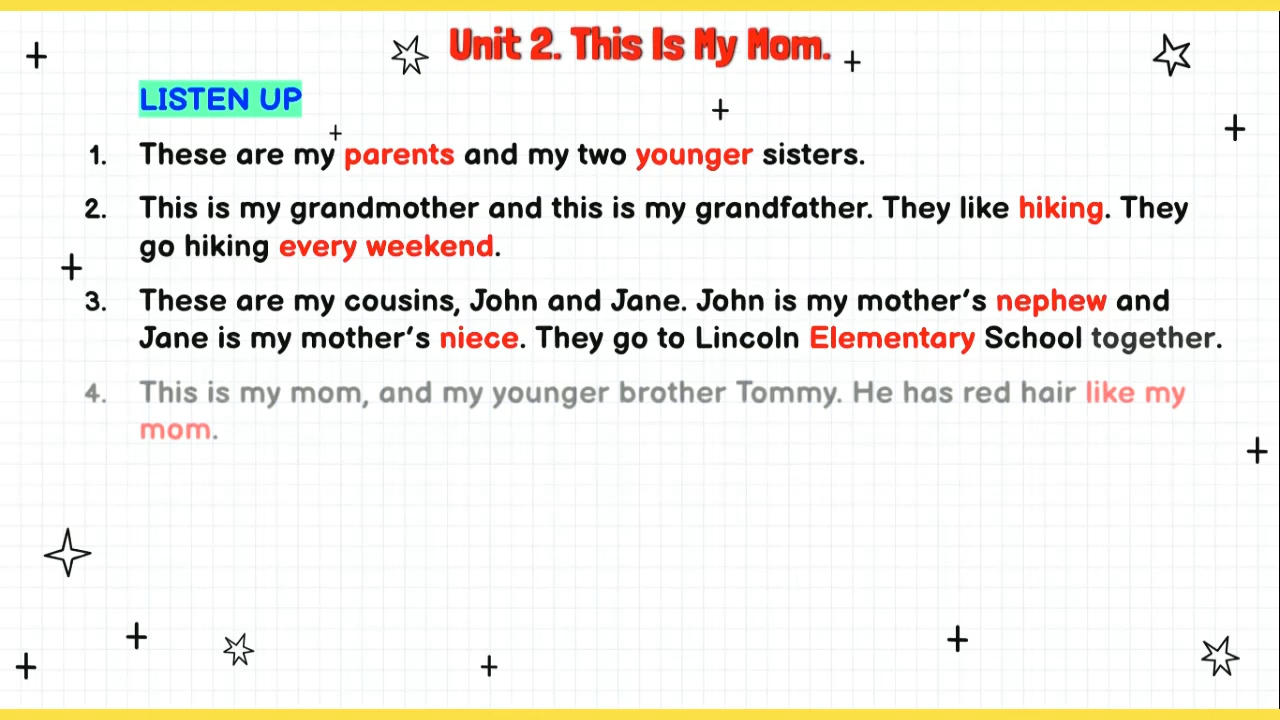 Unit 2. This Is My Mom.
LISTEN UP
1. These are my parents and my two younger sisters.
2. This is my grandmother and this is my grandfather. They like hiking. They
go hiking every weekend.
3. These are my cousins, John and Jane. John is my mother's nephew and
Jane is my mother's niece. They go to Lincoln Elementary School together.
4. This is my mom, and my younger brother Tommy. He has red hair like my
mom.